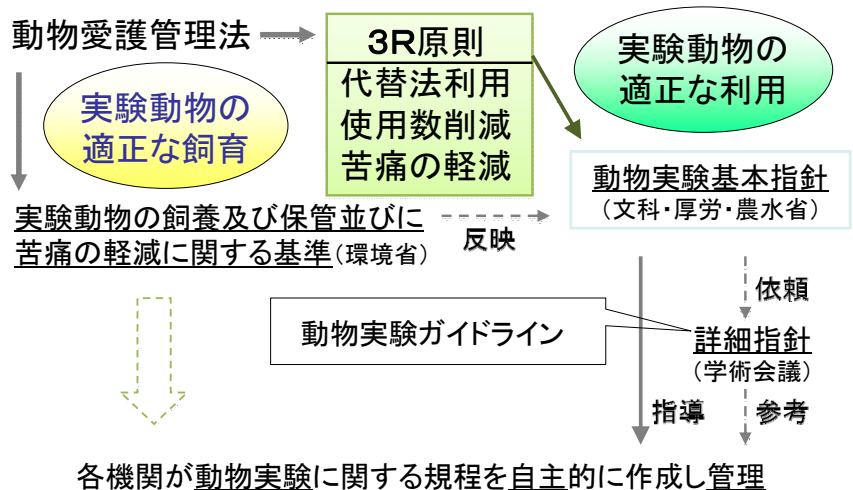 動物愛護管理法
3R原則
代替法利用
使用数削減
苦痛の軽減
実験動物の
適正な利用
実験動物の
適正な飼育
動物実験基本指針
(文科・厚労・農水省)
実験動物の飼養及び保管並びに
苦痛の軽減に関する基準(環境省)
反映
依頼
動物実験ガイドライン
詳細指針
(学術会議)
指導
参考
各機関が動物実験に関する規程を自主的に作成し管理